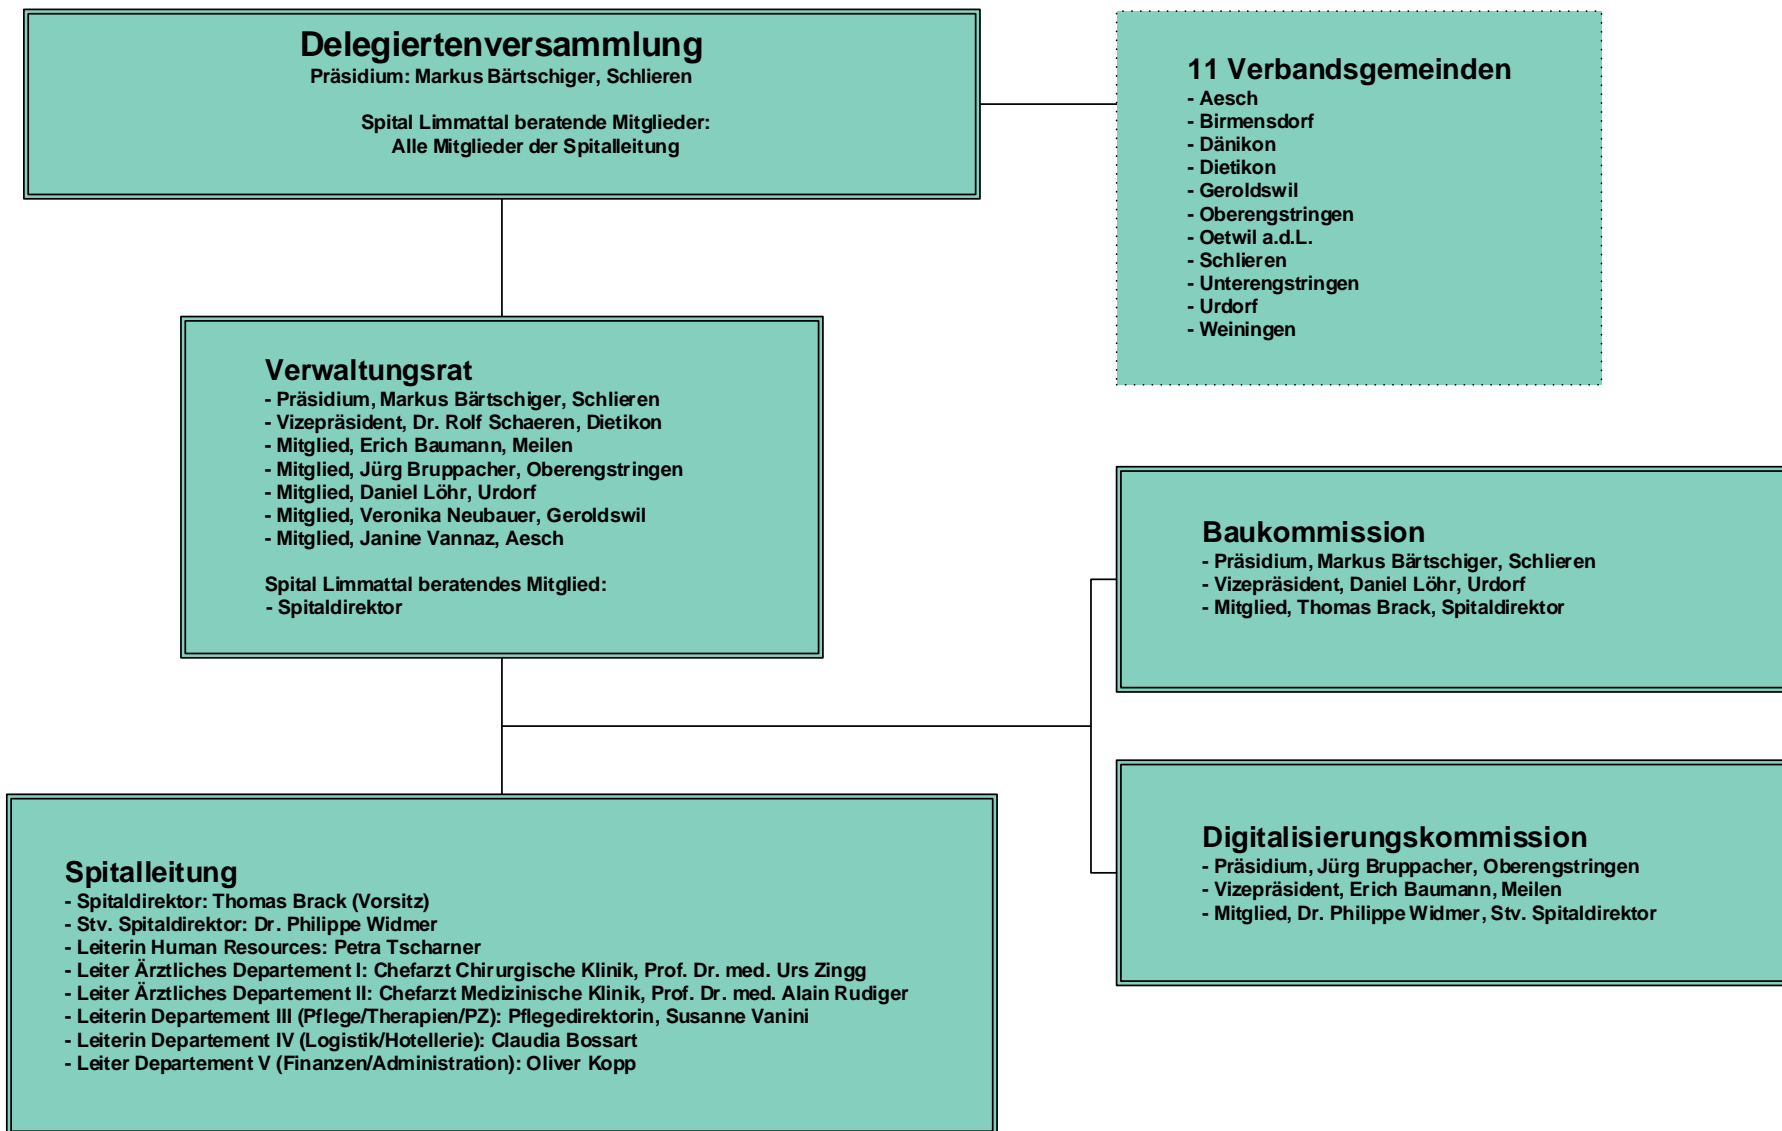 Delegiertenversammlung
Präsidium: Markus Bärtschiger, Schlieren
Spital Limmattal beratende Mitglieder:
Alle Mitglieder der Spitalleitung
11 Verbandsgemeinden
- Aesch
- Birmensdorf
- Dänikon
- Dietikon
- Geroldswil
- Oberengstringen
- Oetwil a.d.L.
- Schlieren
- Unterengstringen
- Urdorf
- Weiningen
Verwaltungsrat
- Präsidium, Markus Bärtschiger, Schlieren
- Vizepräsident, Dr. Rolf Schaeren, Dietikon
- Mitglied, Erich Baumann, Meilen
- Mitglied, Jürg Bruppacher, Oberengstringen
- Mitglied, Daniel Löhr, Urdorf
- Mitglied, Veronika Neubauer, Geroldswil
- Mitglied, Janine Vannaz, Aesch
Spital Limmattal beratendes Mitglied:
- Spitaldirektor
Baukommission
- Präsidium, Markus Bärtschiger, Schlieren
- Vizepräsident, Daniel Löhr, Urdorf
- Mitglied, Thomas Brack, Spitaldirektor
Digitalisierungskommission
- Präsidium, Jürg Bruppacher, Oberengstringen
- Vizepräsident, Erich Baumann, Meilen
- Mitglied, Dr. Philippe Widmer, Stv. Spitaldirektor
Spitalleitung
- Spitaldirektor: Thomas Brack (Vorsitz)
- Stv. Spitaldirektor: Dr. Philippe Widmer
- Leiterin Human Resources: Petra Tscharner
- Leiter Ärztliches Departement I: Chefarzt Chirurgische Klinik, Prof. Dr. med. Urs Zingg
- Leiter Ärztliches Departement II: Chefarzt Medizinische Klinik, Prof. Dr. med. Alain Rudiger
- Leiterin Departement III (Pflege/Therapien/PZ): Pflegedirektorin, Susanne Vanini
- Leiterin Departement IV (Logistik/Hotellerie): Claudia Bossart
- Leiter Departement V (Finanzen/Administration): Oliver Kopp